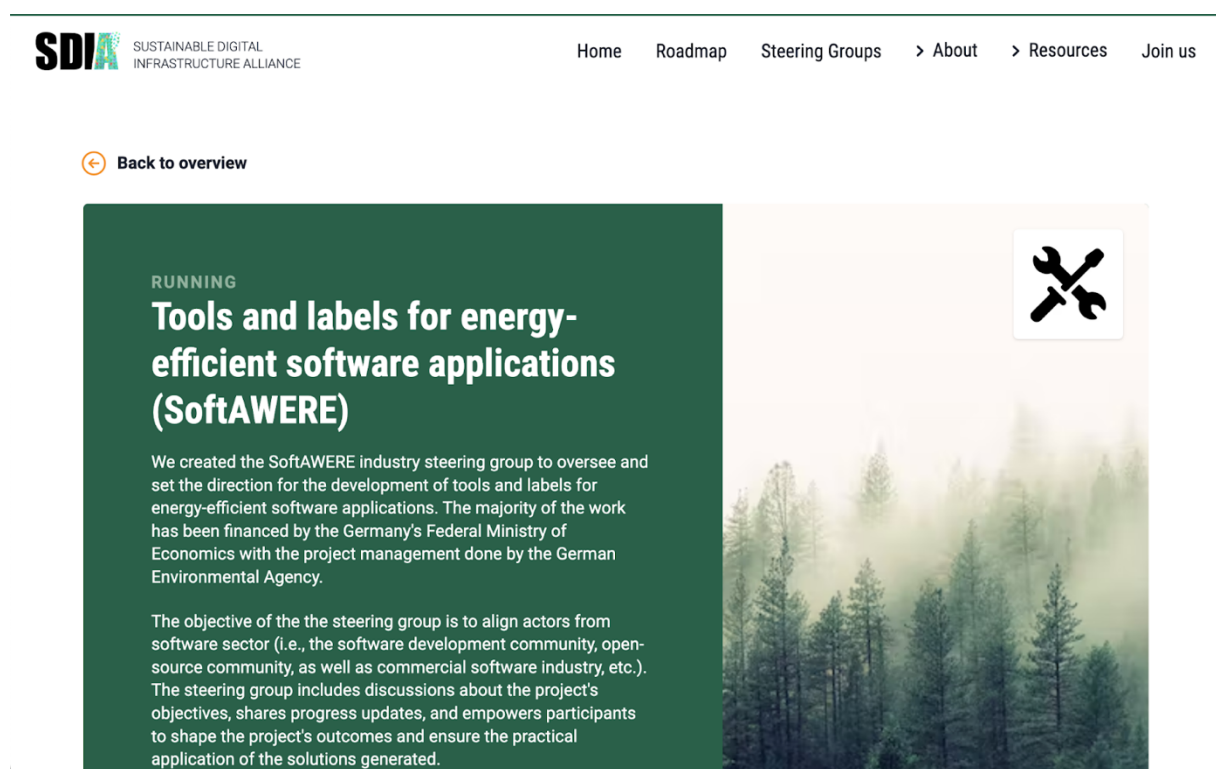 SDIA
SUSTAINABLE DIGITAL
INFRASTRUCTURE ALLIANCE
Home
Roadmap
Steering Groups
> About
> Resources
Join us
Back to overview
RUNNING
Tools and labels for energy-
efficient software applications
(SoftAWERE)
We created the SoftAWERE industry steering group to oversee and
set the direction for the development of tools and labels for
energy-efficient software applications. The majority of the work
has been financed by the Germany's Federal Ministry of
Economics with the project management done by the German
Environmental Agency.
The objective of the the steering group is to align actors from
software sector (i.e., the software development community, open-
source community, as well as commercial software industry, etc.).
The steering group includes discussions about the project's
objectives, shares progress updates, and empowers participants
to shape the project's outcomes and ensure the practical
application of the solutions generated.